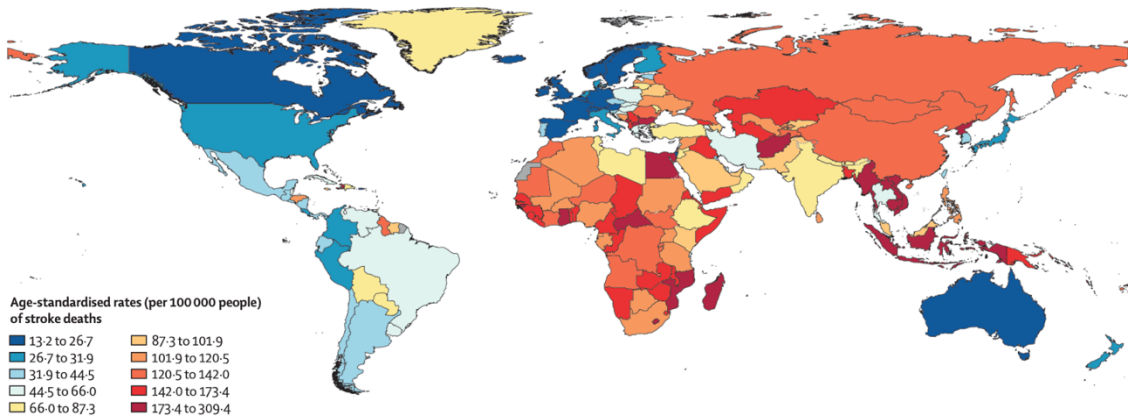 Age-standardised rates (per 100 000 people)
of stroke deaths
13·2 to 26·7
26·7 to 31·9
31·9 to 44·5
44·5 to 66·0
66·0 to 87·3
87·3 to 101·9
101·9 to 120·5
120·5 to 142·0
142·0 to 173·4
173·4 to 309·4